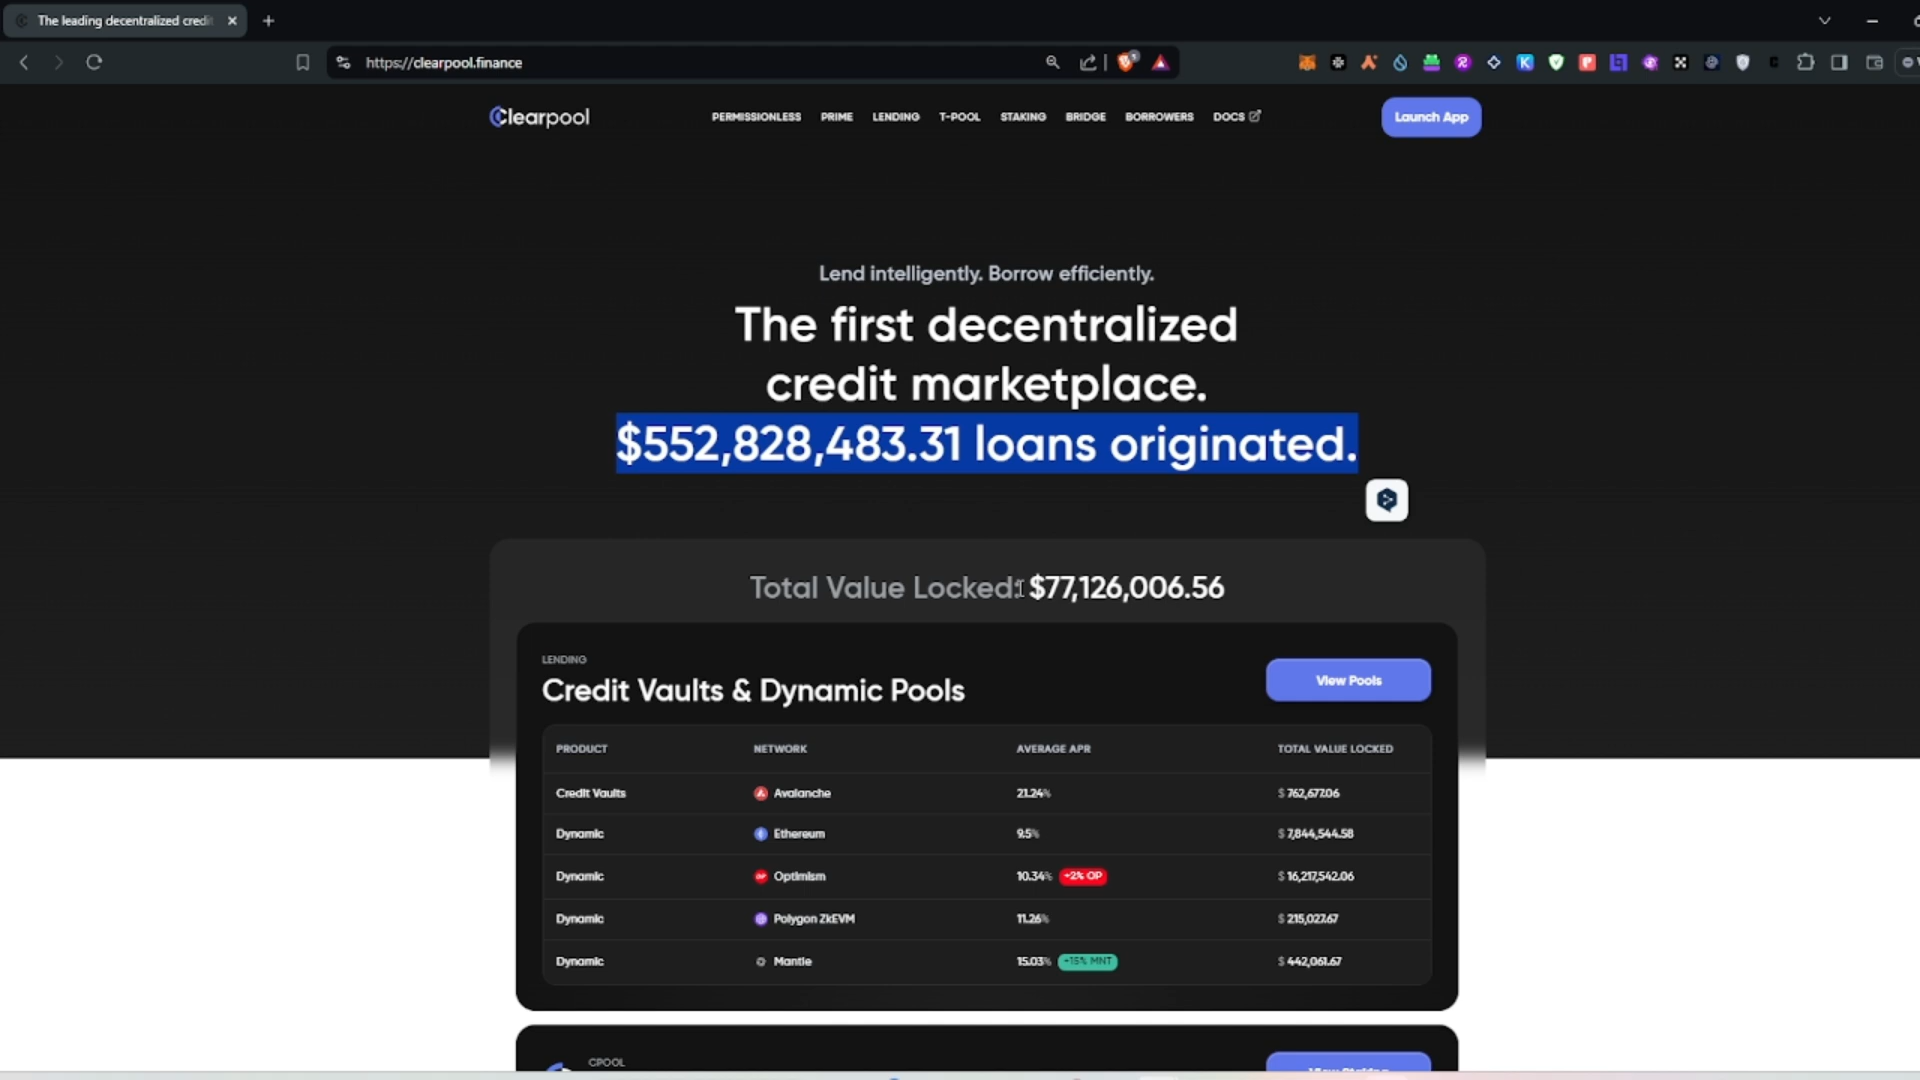 The leading decentralized credi
https://clearpool.finance
Clearpool
PERMISSIONLESS PRIME LENDING T-POOL STAKING BRIDGE BORROWERS DOCS
Launch App
Lend intelligently. Borrow efficiently.
The first decentralized
credit marketplace.
$552,828,483.31 loans originated.
Total Value Locked: $77,126,006.56
LENDING
Credit Vaults & Dynamic Pools
View Pools
PRODUCT NETWORK AVERAGE APR TOTAL VALUE LOCKED
Credit Vaults Avalanche 21.24% $ 762,677.06
Dynamic Ethereum 9.5% $ 7,844,544.58
Dynamic Optimism 10.34% +2% OP $ 16,217,542.06
Dynamic Polygon ZkEVM 11.26% $ 215,027.67
Dynamic Mantle 15.03% +15% MNT $ 442,061.67
CPOOL